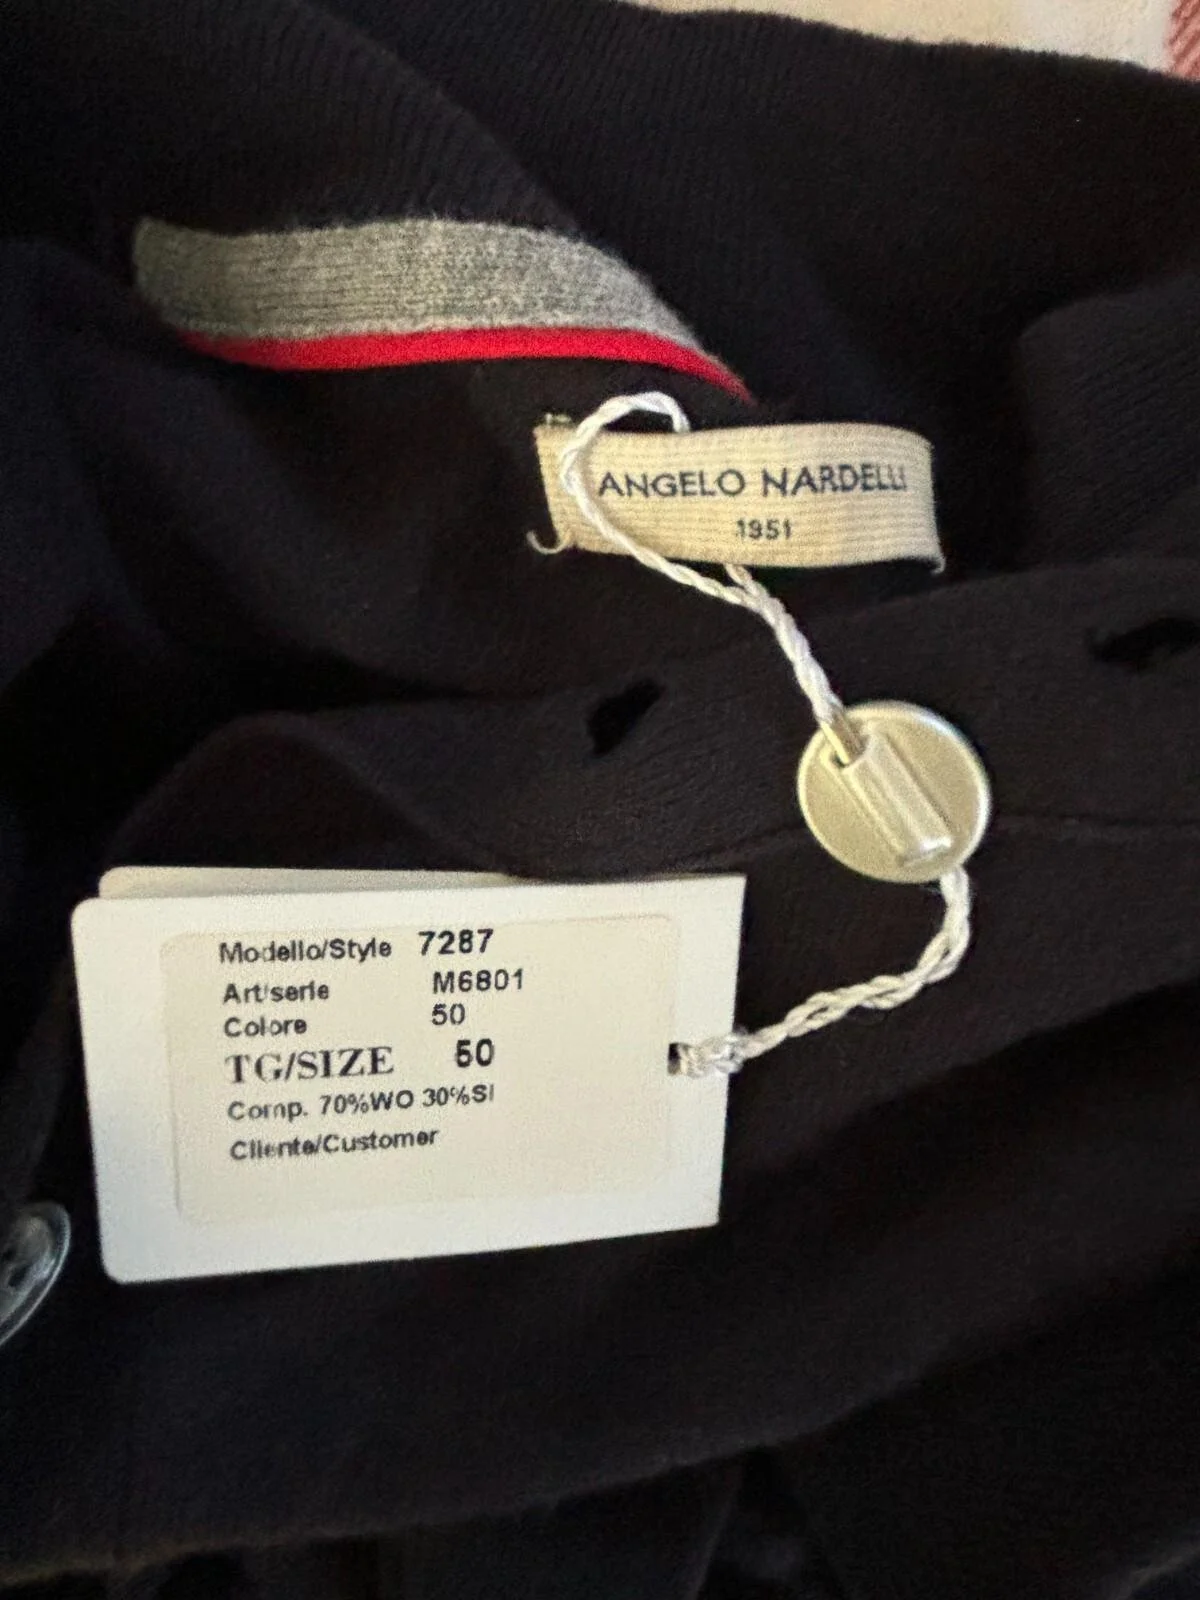 ANGELO NARDELLI
1951
Modello/Style 7287
Art/serie M6801
Colore 50
TG/SIZE 50
Comp. 70%WO 30%SI
Cliente/Customer